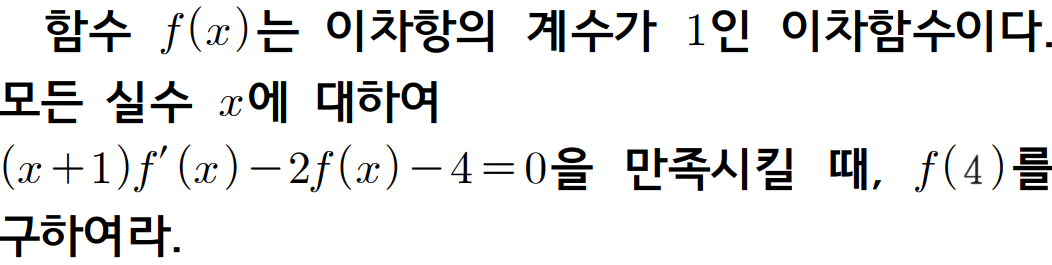 함수 f(x)는 이차항의 계수가 1인 이차함수이다.
모든 실수 x에 대하여
(x+1)f′(x)−2f(x)−4=0을 만족시킬 때, f(4)를
구하여라.